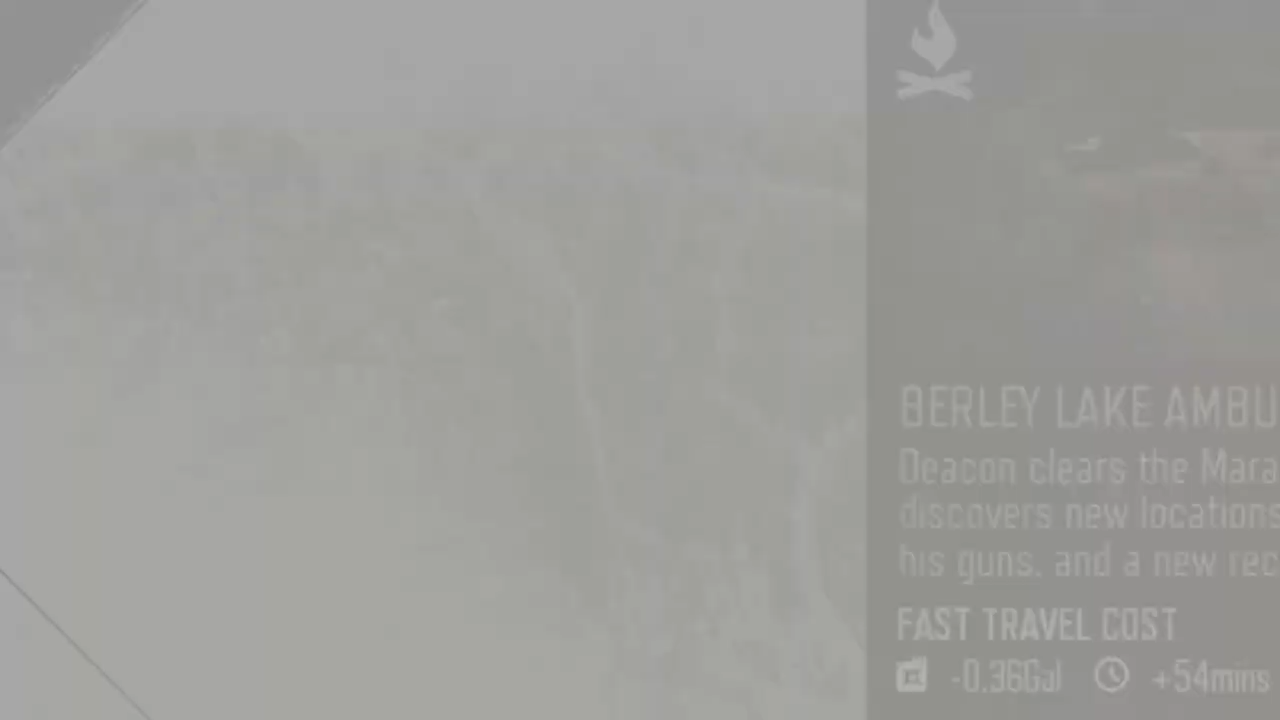 BERLEY LAKE AMBU
Deacon clears the Mara
discovers new locations
his guns, and a new rec
FAST TRAVEL COST
-0.36Gal +54mins